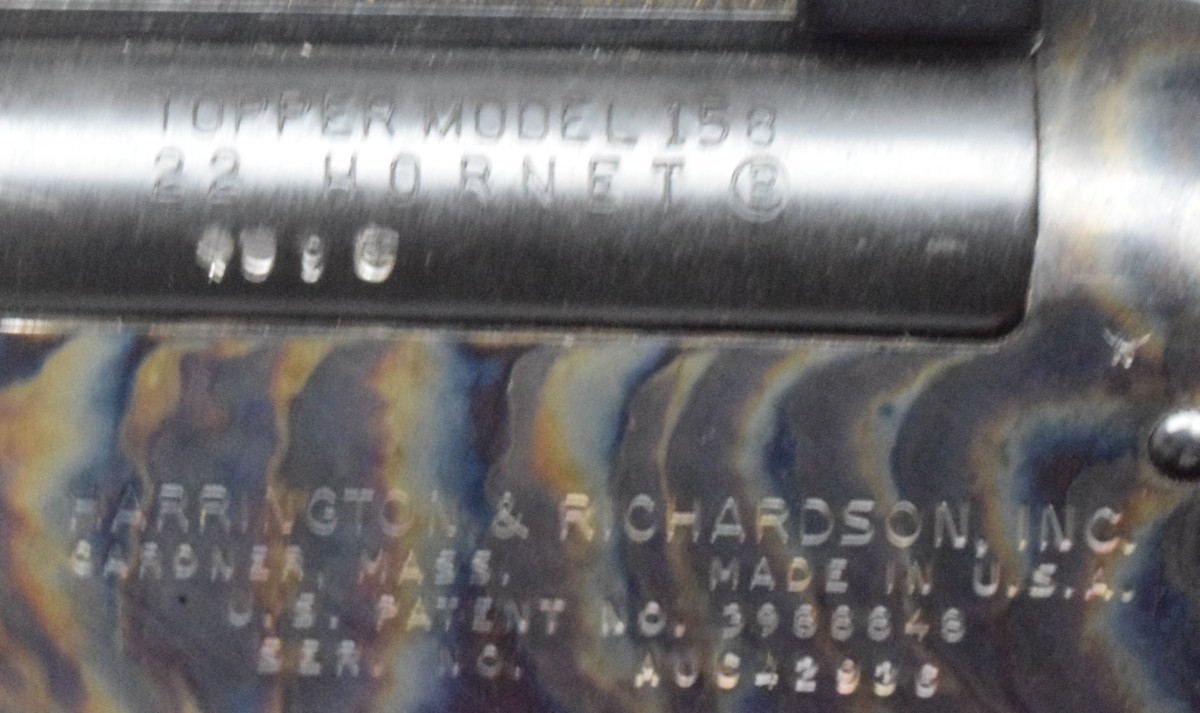 TOPPER MODEL 158
22 HORNET Ⓑ
HARRINGTON & RICHARDSON, INC.
GARDNER, MASS. MADE IN U.S.A.
U.S. PATENT NO.
SER. NO.